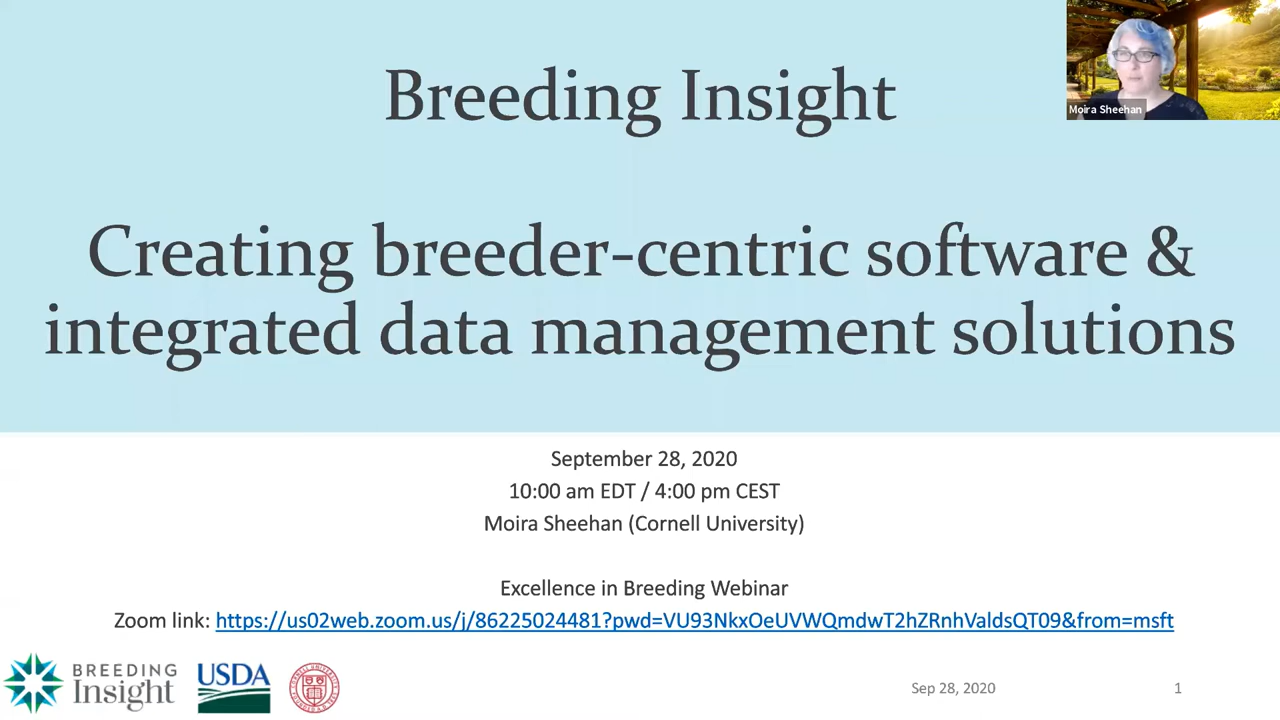 Breeding Insight
Moira Sheehan
Creating breeder-centric software &
integrated data management solutions
September 28, 2020
10:00 am EDT / 4:00 pm CEST
Moira Sheehan (Cornell University)
Excellence in Breeding Webinar
Zoom link: https://us02web.zoom.us/j/86225024481?pwd=VU93NkxOeUVWQmdwT2hZRnhValdsQT09&from=msft
BREEDING
Insight
USDA
Sep 28, 2020
1